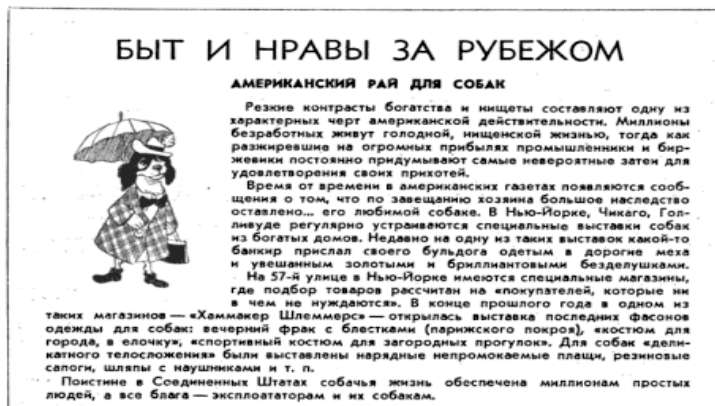 БЫТ И НРАВЫ ЗА РУБЕЖОМ
АМЕРИКАНСКИЙ РАЙ ДЛЯ СОБАК
Резкие контрасты богатства и нищеты составляют одну из
характерных черт американской действительности. Миллионы
безработных живут голодной, нищенской жизнью, тогда как
разжиревшие на огромных прибылях промышленники и бир-
жевики постоянно придумывают самые невероятные затеи для
удовлетворения своих прихотей.
Время от времени в американских газетах появляются сооб-
щения о том, что по завещанию хозяина большое наследство
оставлено... его любимой собаке. В Нью-Йорке, Чикаго, Гол-
ливуде регулярно устраиваются специальные выставки собак
из богатых домов. Недавно на одну из таких выставок какой-то
банкир прислал своего бульдога одетым в дорогие меха
и увешанным золотыми и бриллиантовыми безделушками.
На 57-й улице в Нью-Йорке имеются специальные магазины,
где подбор товаров рассчитан на «покупателей, которые ни
в чем не нуждаются». В конце прошлого года в одном из
таких магазинов — «Хаммакер Шлеммерс» — открылась выставка последних фасонов
одежды для собак: вечерний фрак с блестками (парижского покроя), «костюм для
города, в елочку», «спортивный костюм для загородных прогулок». Для собак «дели-
катного телосложения» были выставлены нарядные непромокаемые плащи, резиновые
сапоги, шляпы с наушниками и т. п.
Поистине в Соединенных Штатах собачья жизнь обеспечена миллионам простых
людей, а все блага — эксплоататорам и их собакам.